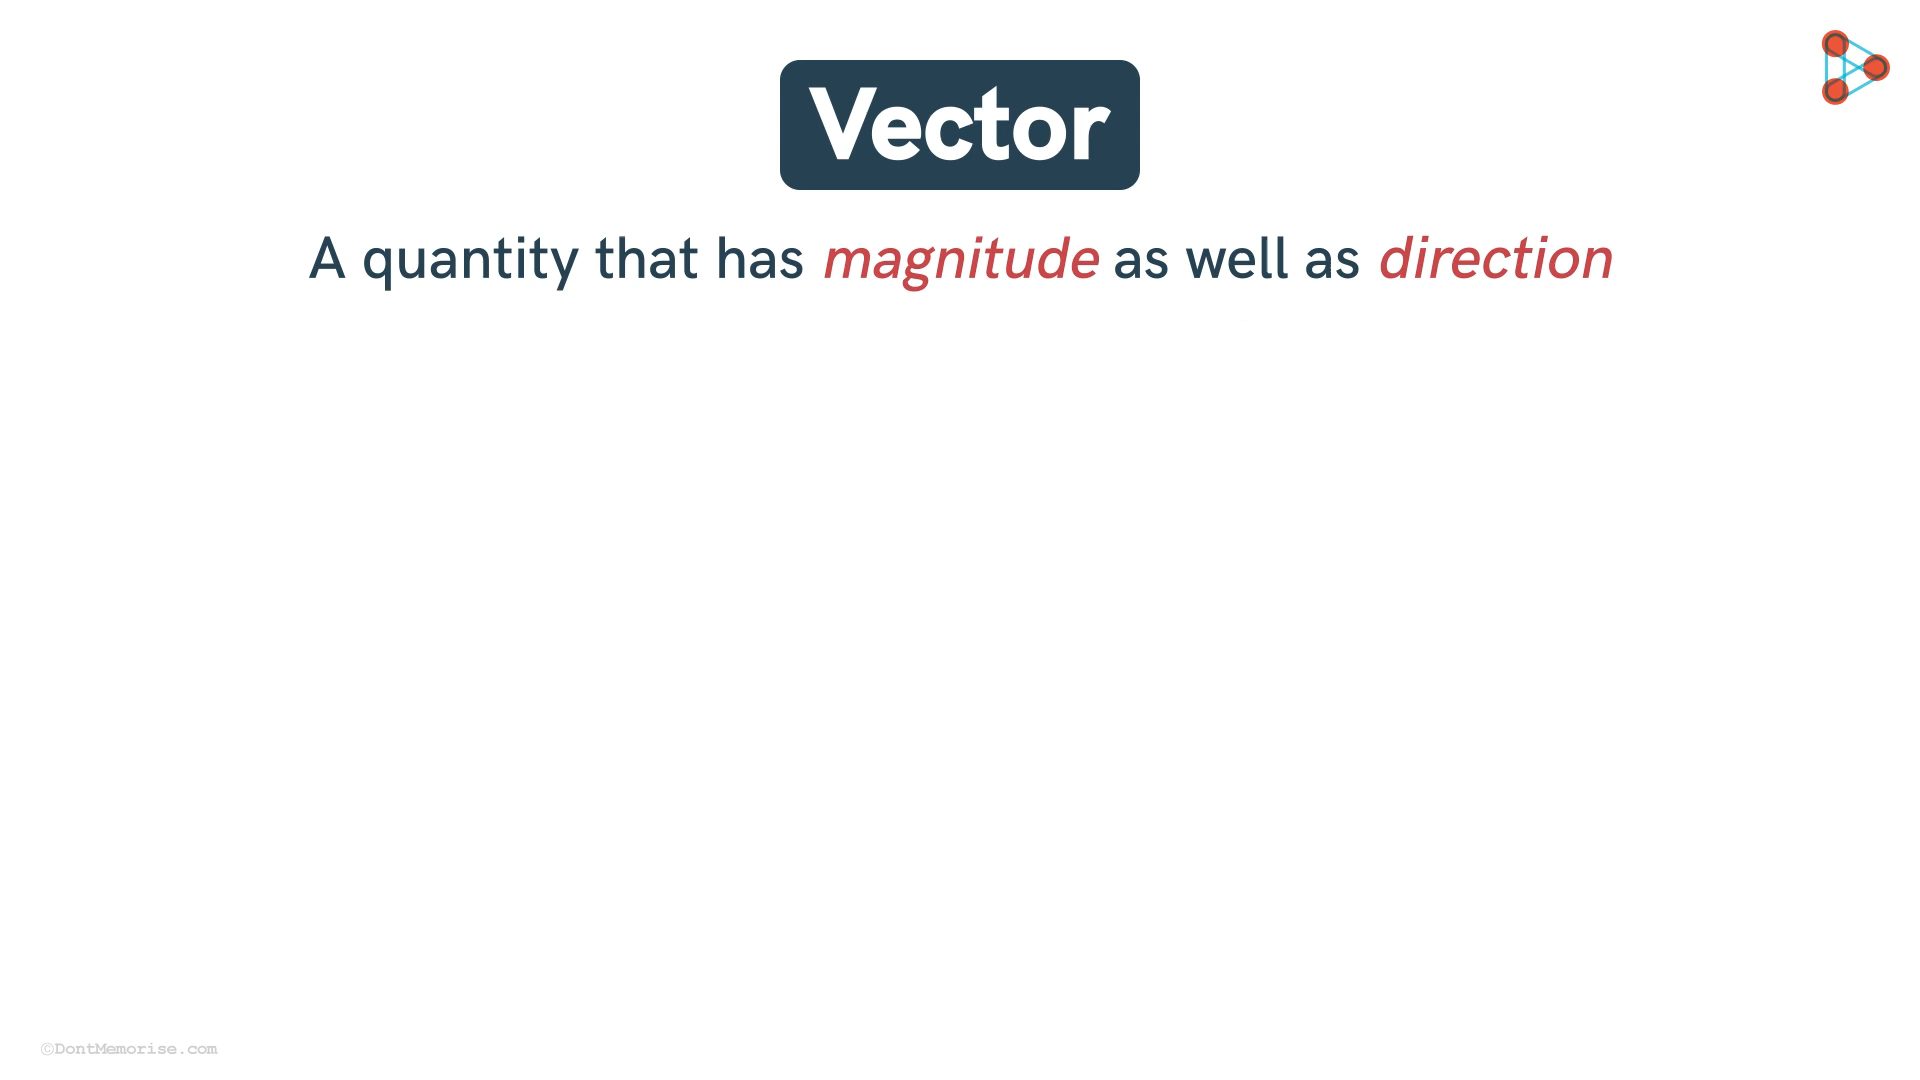 Vector
A quantity that has magnitude as well as direction
©DontMemorise.com